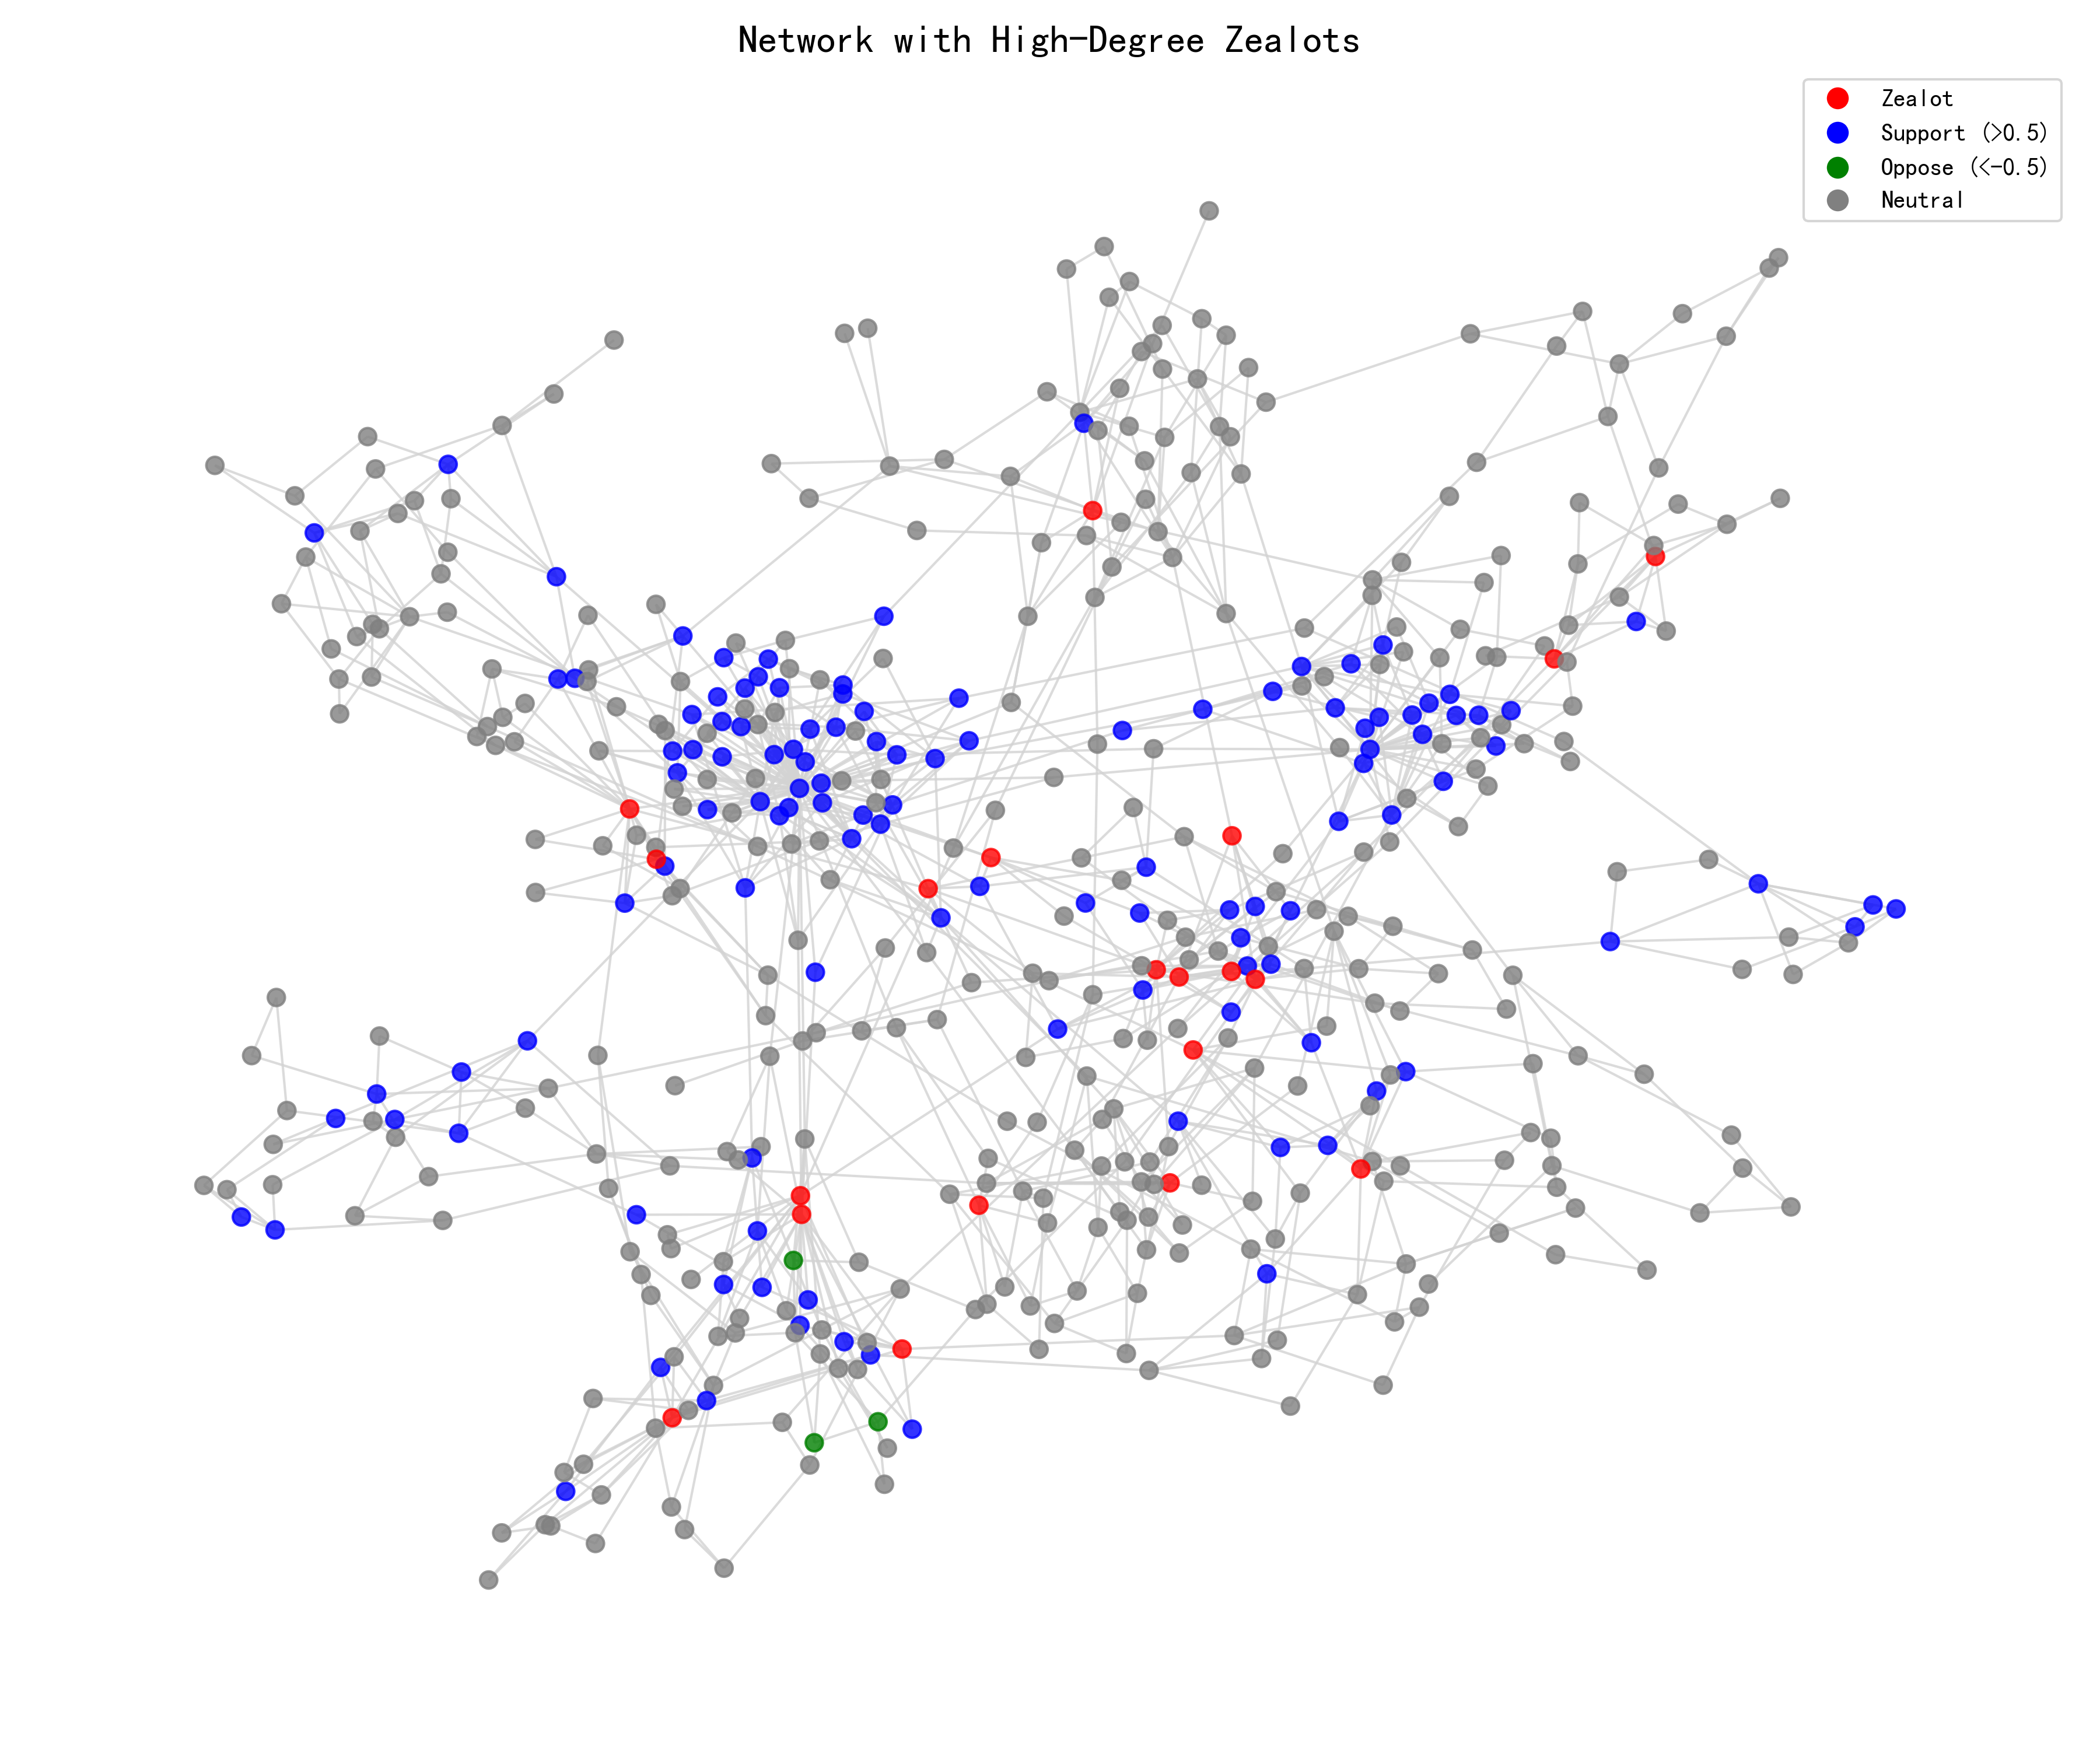 Network with High-Degree Zealots
Zealot
Support (>0.5)
Oppose (<-0.5)
Neutral